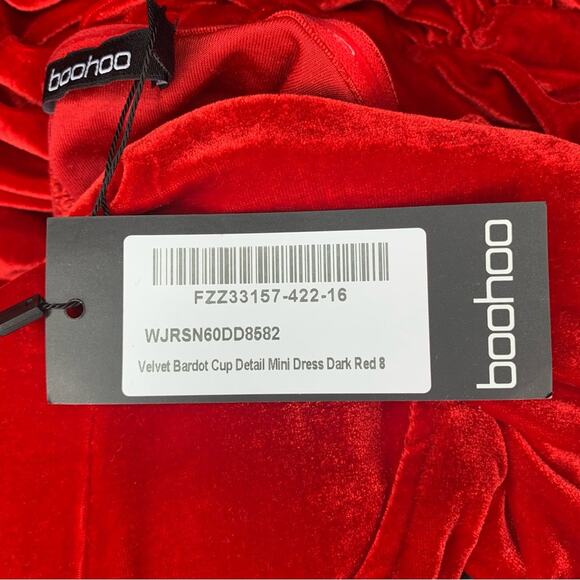 boohoo
FZZ33157-422-16
WJRSN60DD8582
Velvet Bardot Cup Detail Mini Dress Dark Red 8
boohoo